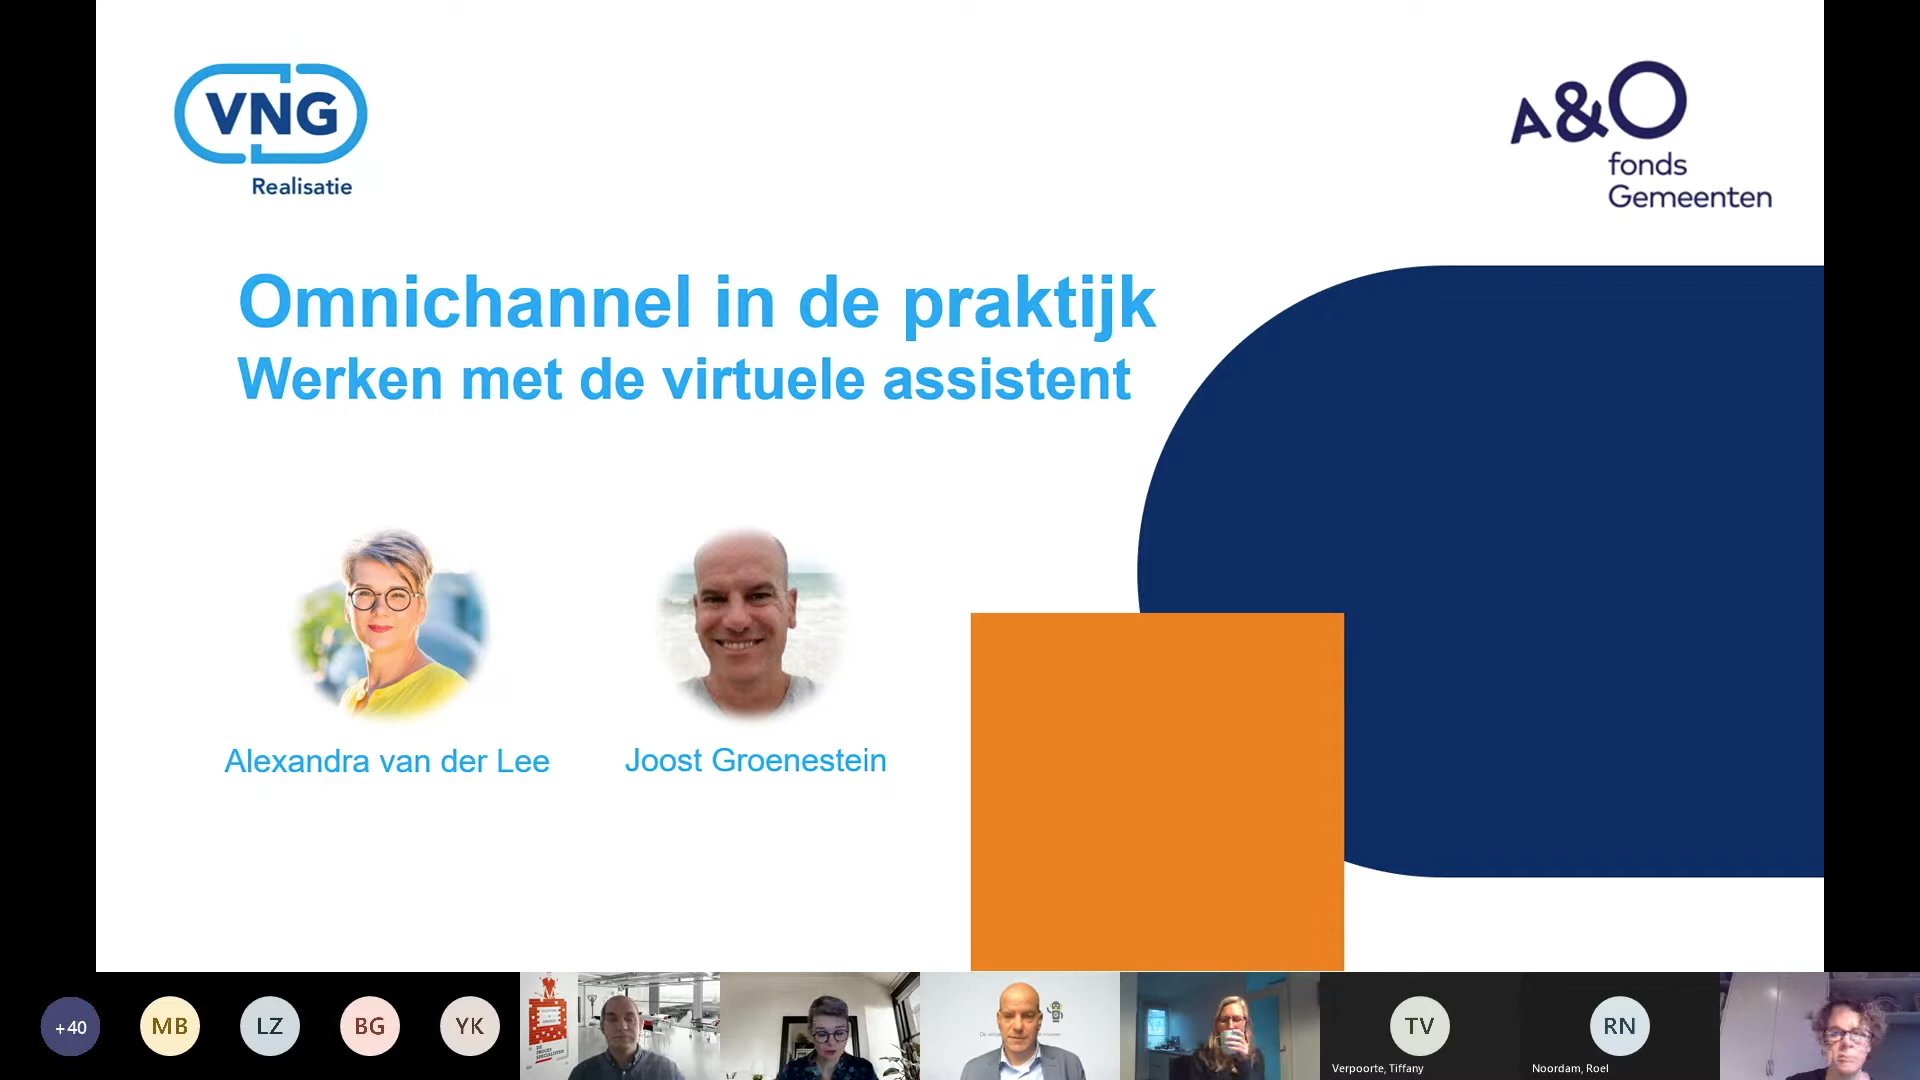 VNG
Realisatie
A&O
fonds
Gemeenten
Omnichannel in de praktijk
Werken met de virtuele assistent
Alexandra van der Lee
Joost Groenestein
+40
MB
LZ
BG
YK
TV
Verpoorte, Tiffany
RN
Noordam, Roel